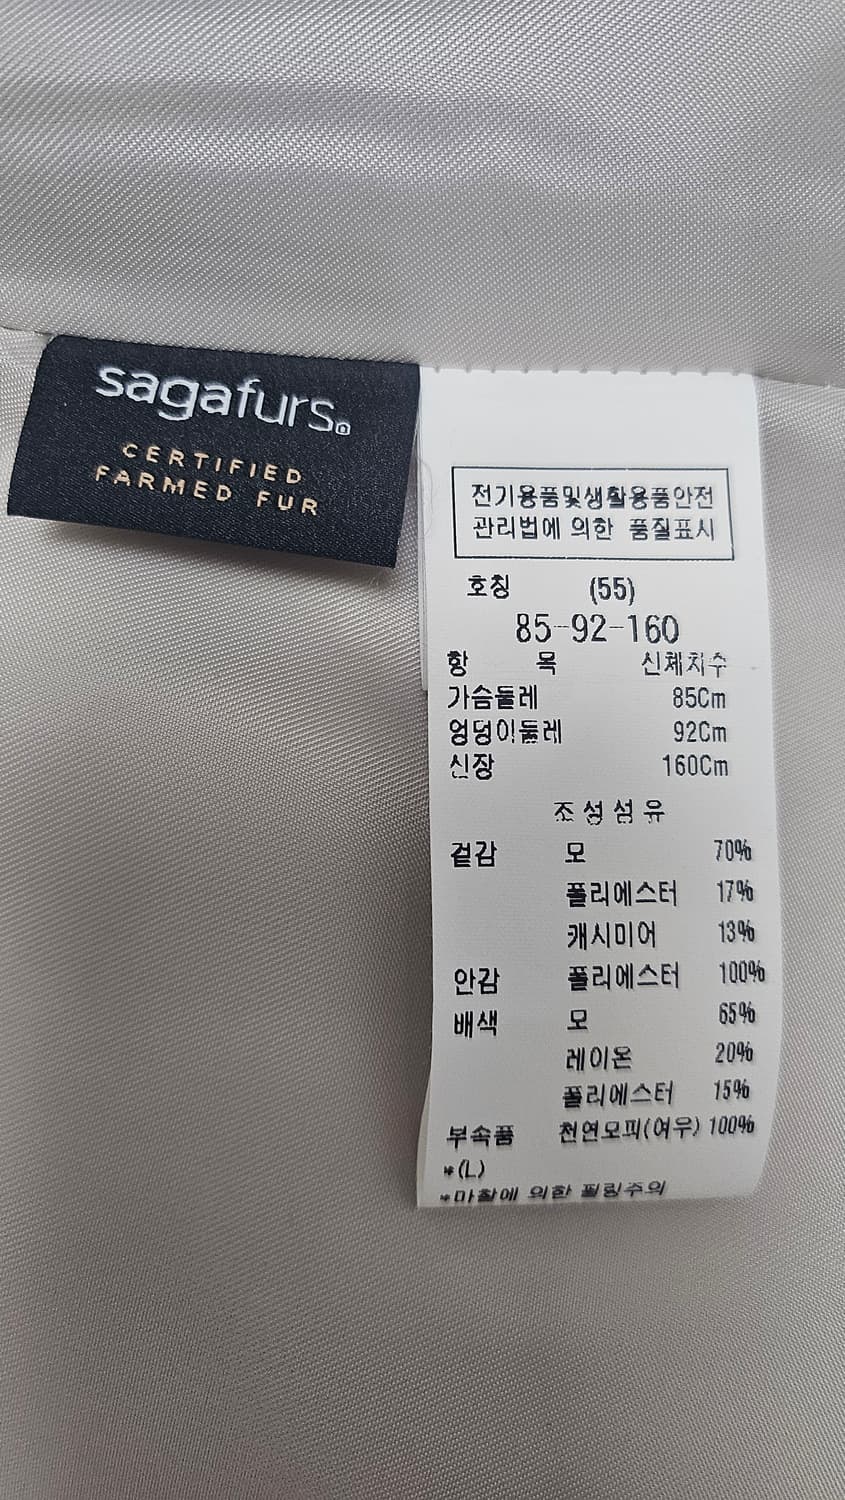 sagafurs®
CERTIFIED
FARMED FUR
전기용품및생활용품안전
관리법에 의한 품질표시
호칭 (55)
85-92-160
항 목 신체치수
가슴둘레 85Cm
엉덩이둘레 92Cm
신장 160Cm
조성섬유
겉감 모 70%
폴리에스터 17%
캐시미어 13%
안감 폴리에스터 100%
배색 모 65%
레이온 20%
폴리에스터 15%
부속품 천연모피(여우) 100%
*(L)
*마찰에 의한 필링주의